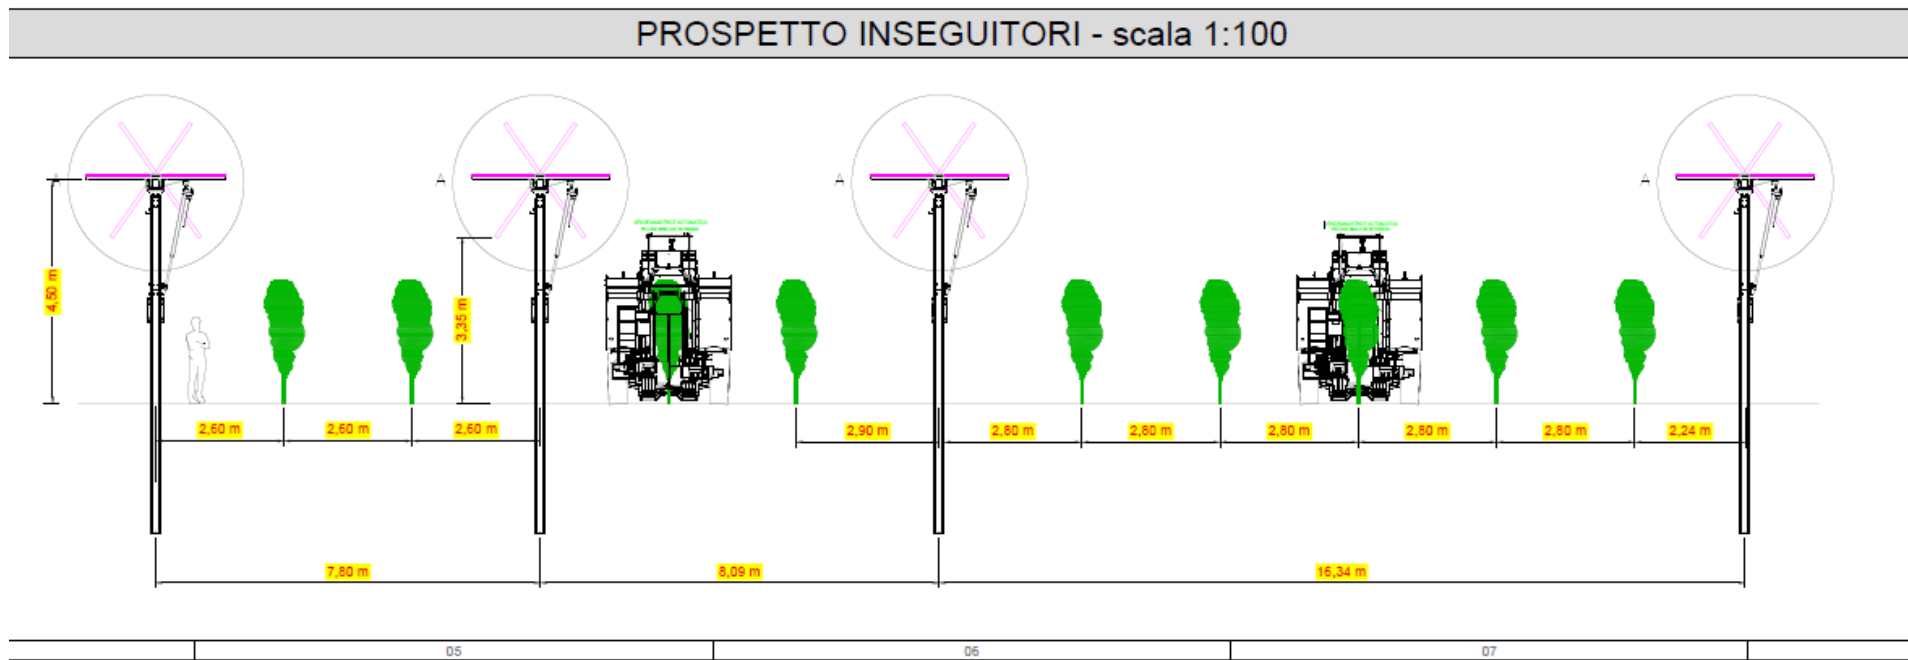 PROSPETTO INSEGUITORI - scala 1:100
A
A
A
A
4,50 m
3,35 m
2,60 m
2,60 m
2,60 m
2,90 m
2,80 m
2,80 m
2,80 m
2,80 m
2,80 m
2,24 m
7,80 m
8,09 m
16,34 m
05
06
07